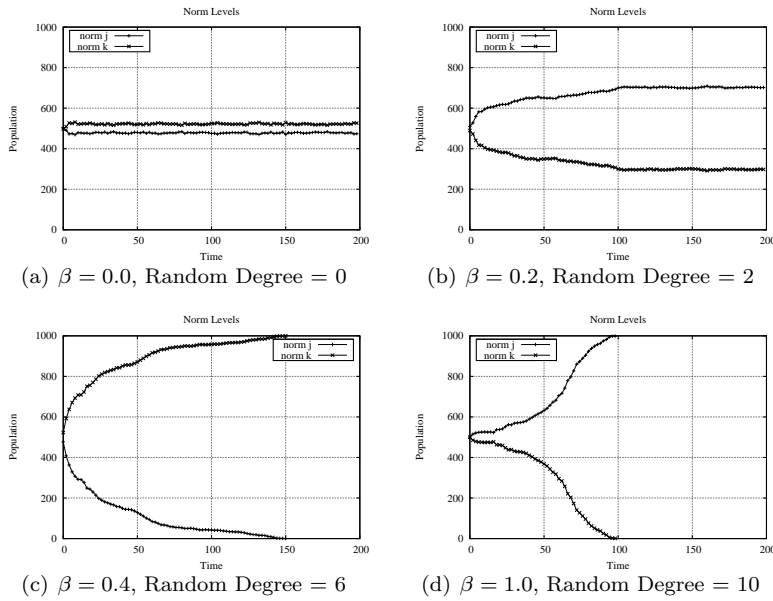 Norm Levels
1000
800
600
400
200
0
Population
norm j
norm k
0 50 100 150 200
Time
(a) β = 0.0, Random Degree = 0
Norm Levels
1000
800
600
400
200
0
Population
norm j
norm k
0 50 100 150 200
Time
(b) β = 0.2, Random Degree = 2
Norm Levels
1000
800
600
400
200
0
Population
norm j
norm k
0 50 100 150 200
Time
(c) β = 0.4, Random Degree = 6
Norm Levels
1000
800
600
400
200
0
Population
norm j
norm k
0 50 100 150 200
Time
(d) β = 1.0, Random Degree = 10